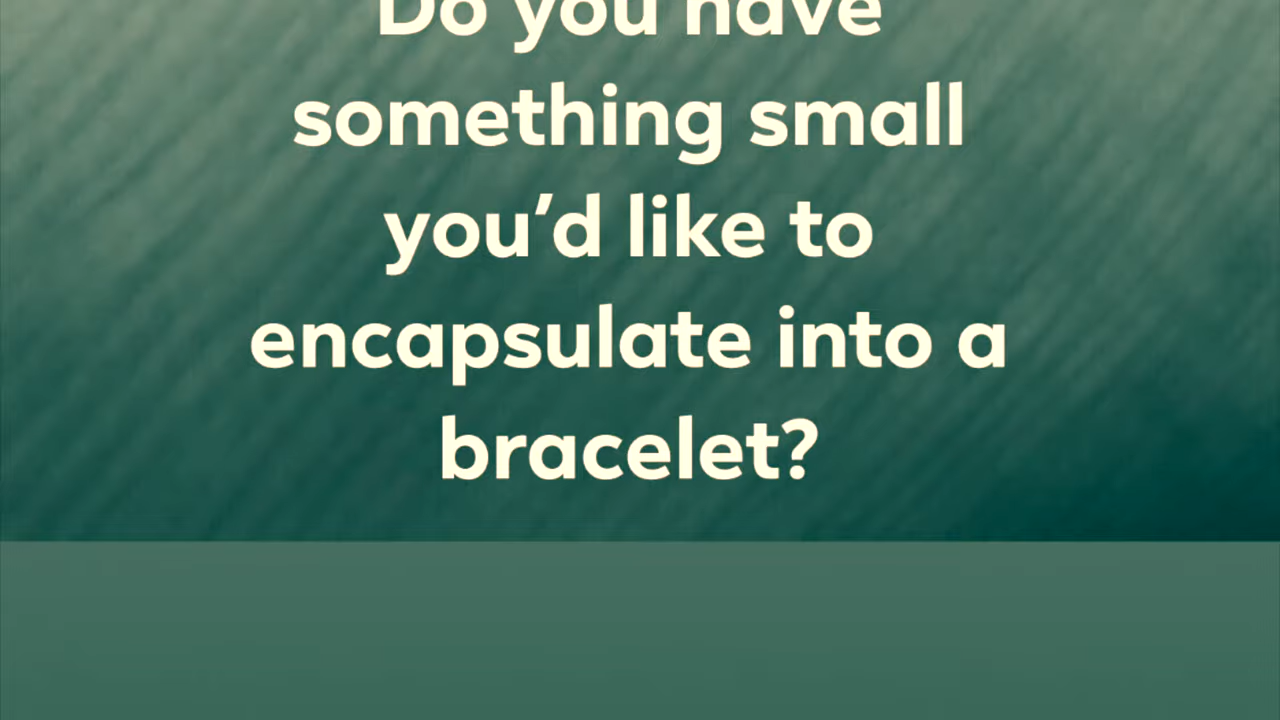 Do you have
something small
you’d like to
encapsulate into a
bracelet?